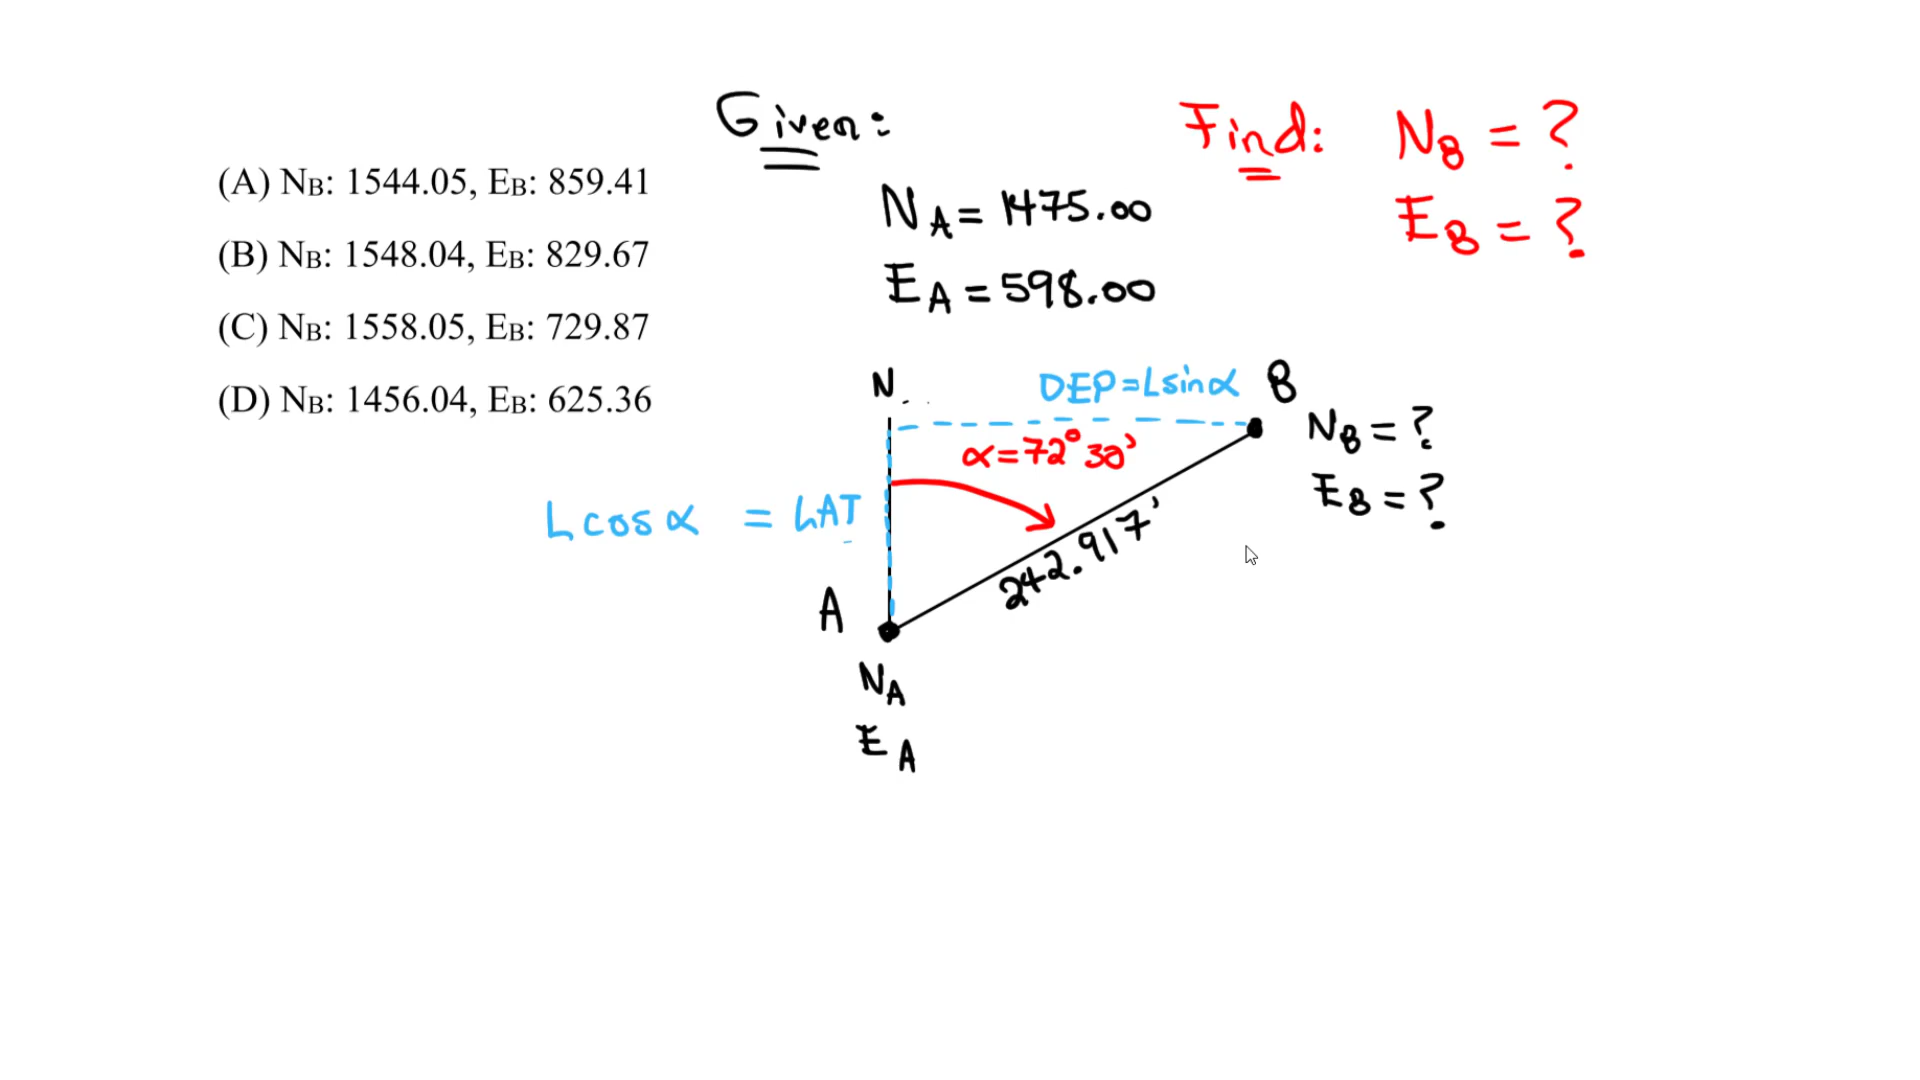 Given:
Find: NB = ?
EB = ?
(A) NB: 1544.05, EB: 859.41
(B) NB: 1548.04, EB: 829.67
(C) NB: 1558.05, EB: 729.87
(D) NB: 1456.04, EB: 625.36
NA = 1475.00
EA = 598.00
N
DEP = L sin α
B
α = 72° 30'
NB = ?
EB = ?
L cos α = LAT
242.917'
A
NA
EA